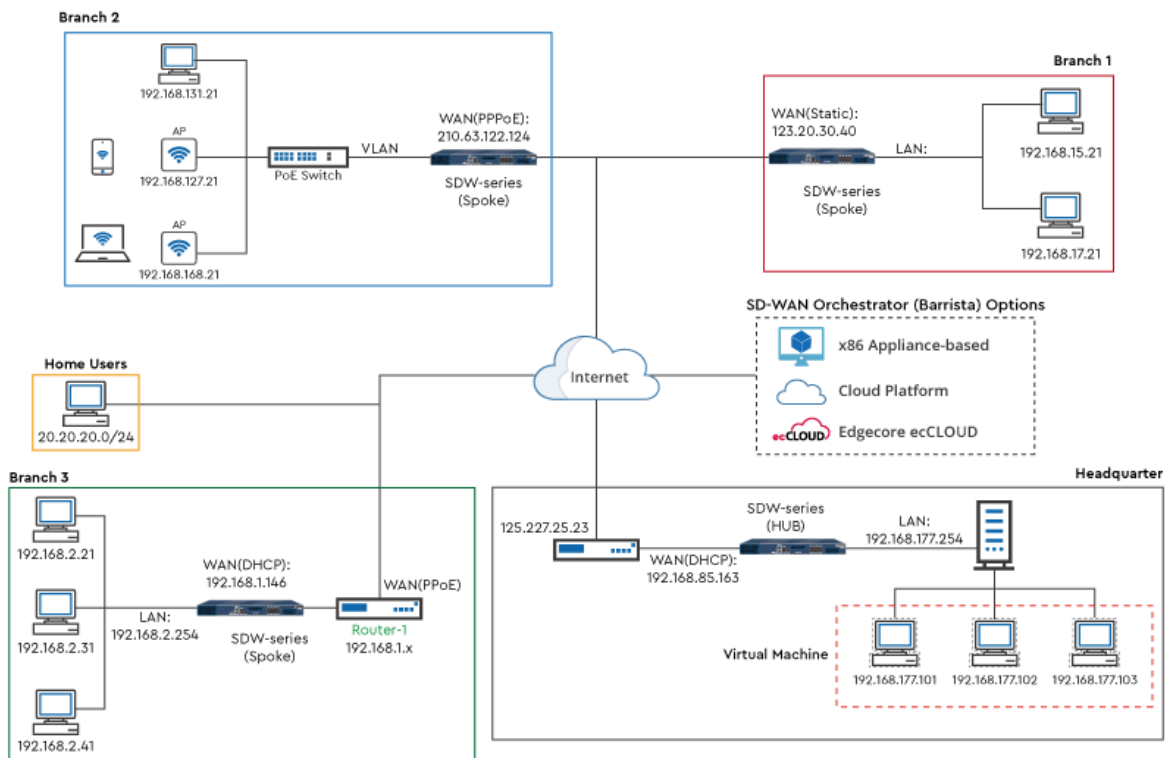 Branch 2
192.168.131.21
AP
192.168.127.21
AP
192.168.168.21
PoE Switch
VLAN
WAN(PPPoE):
210.63.122.124
SDW-series
(Spoke)
Branch 1
WAN(Static):
123.20.30.40
SDW-series
(Spoke)
LAN:
192.168.15.21
192.168.17.21
SD-WAN Orchestrator (Barrista) Options
x86 Appliance-based
Cloud Platform
ecCLOUD
Edgecore ecCLOUD
Internet
Home Users
20.20.20.0/24
Branch 3
192.168.2.21
192.168.2.31
192.168.2.41
LAN:
192.168.2.254
WAN(DHCP):
192.168.1.146
SDW-series
(Spoke)
WAN(PPoE)
Router-1
192.168.1.x
Headquarter
125.227.25.23
WAN(DHCP):
192.168.85.163
SDW-series
(HUB)
LAN:
192.168.177.254
Virtual Machine
192.168.177.101
192.168.177.102
192.168.177.103